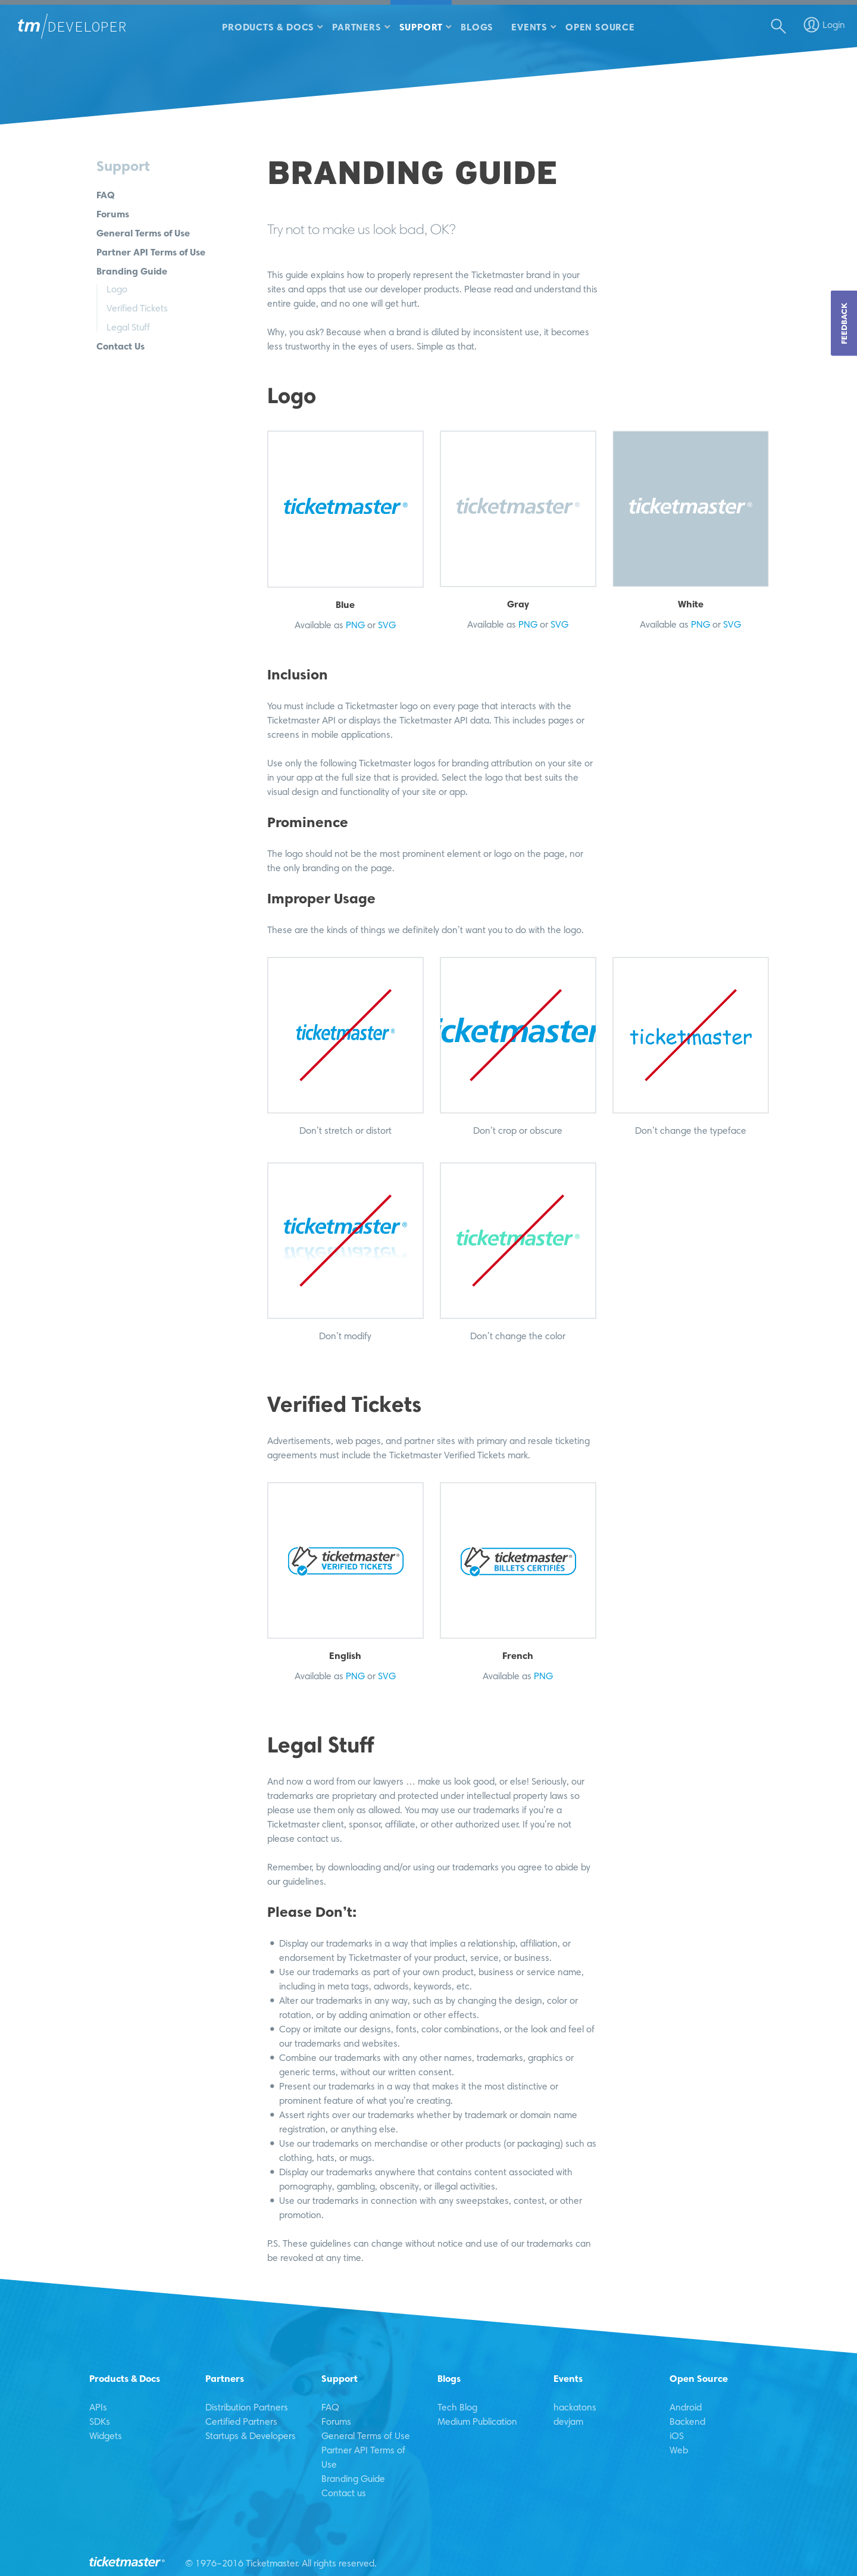 tm/DEVELOPER
PRODUCTS & DOCS
PARTNERS
SUPPORT
BLOGS
EVENTS
OPEN SOURCE
Login
Support
FAQ
Forums
General Terms of Use
Partner API Terms of Use
Branding Guide
Logo
Verified Tickets
Legal Stuff
Contact Us
FEEDBACK
BRANDING GUIDE
Try not to make us look bad, OK?
This guide explains how to properly represent the Ticketmaster brand in your
sites and apps that use our developer products. Please read and understand this
entire guide, and no one will get hurt.
Why, you ask? Because when a brand is diluted by inconsistent use, it becomes
less trustworthy in the eyes of users. Simple as that.
Logo
ticketmaster®
ticketmaster®
ticketmaster®
Blue
Gray
White
Available as PNG or SVG
Available as PNG or SVG
Available as PNG or SVG
Inclusion
You must include a Ticketmaster logo on every page that interacts with the
Ticketmaster API or displays the Ticketmaster API data. This includes pages or
screens in mobile applications.
Use only the following Ticketmaster logos for branding attribution on your site or
in your app at the full size that is provided. Select the logo that best suits the
visual design and functionality of your site or app.
Prominence
The logo should not be the most prominent element or logo on the page, nor
the only branding on the page.
Improper Usage
These are the kinds of things we definitely don't want you to do with the logo.
ticketmaster®
icketmaster
ticketmaster
Don't stretch or distort
Don't crop or obscure
Don't change the typeface
ticketmaster®
ticketmaster®
Don't modify
Don't change the color
Verified Tickets
Advertisements, web pages, and partner sites with primary and resale ticketing
agreements must include the Ticketmaster Verified Tickets mark.
ticketmaster®
VERIFIED TICKETS
ticketmaster®
BILLETS CERTIFIÉS
English
French
Available as PNG or SVG
Available as PNG
Legal Stuff
And now a word from our lawyers … make us look good, or else! Seriously, our
trademarks are proprietary and protected under intellectual property laws so
please use them only as allowed. You may use our trademarks if you're a
Ticketmaster client, sponsor, affiliate, or other authorized user. If you're not
please contact us.
Remember, by downloading and/or using our trademarks you agree to abide by
our guidelines.
Please Don't:
• Display our trademarks in a way that implies a relationship, affiliation, or
endorsement by Ticketmaster of your product, service, or business.
• Use our trademarks as part of your own product, business or service name,
including in meta tags, adwords, keywords, etc.
• Alter our trademarks in any way, such as by changing the design, color or
rotation, or by adding animation or other effects.
• Copy or imitate our designs, fonts, color combinations, or the look and feel of
our trademarks and websites.
• Combine our trademarks with any other names, trademarks, graphics or
generic terms, without our written consent.
• Present our trademarks in a way that makes it the most distinctive or
prominent feature of what you're creating.
• Assert rights over our trademarks whether by trademark or domain name
registration, or anything else.
• Use our trademarks on merchandise or other products (or packaging) such as
clothing, hats, or mugs.
• Display our trademarks anywhere that contains content associated with
pornography, gambling, obscenity, or illegal activities.
• Use our trademarks in connection with any sweepstakes, contest, or other
promotion.
P.S. These guidelines can change without notice and use of our trademarks can
be revoked at any time.
Products & Docs
APIs
SDKs
Widgets
Partners
Distribution Partners
Certified Partners
Startups & Developers
Support
FAQ
Forums
General Terms of Use
Partner API Terms of
Use
Branding Guide
Contact us
Blogs
Tech Blog
Medium Publication
Events
hackatons
devjam
Open Source
Android
Backend
iOS
Web
ticketmaster®
© 1976–2016 Ticketmaster. All rights reserved.